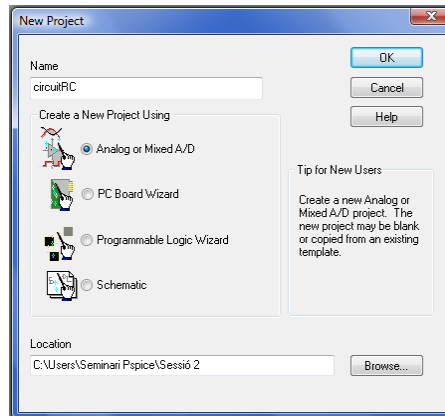 New Project
OK
Name
circuitRC
Cancel
Help
Create a New Project Using
Analog or Mixed A/D
PC Board Wizard
Programmable Logic Wizard
Schematic
Tip for New Users
Create a new Analog or
Mixed A/D project. The
new project may be blank
or copied from an existing
template.
Location
C:\Users\Seminari Pspice\Sessió 2
Browse...